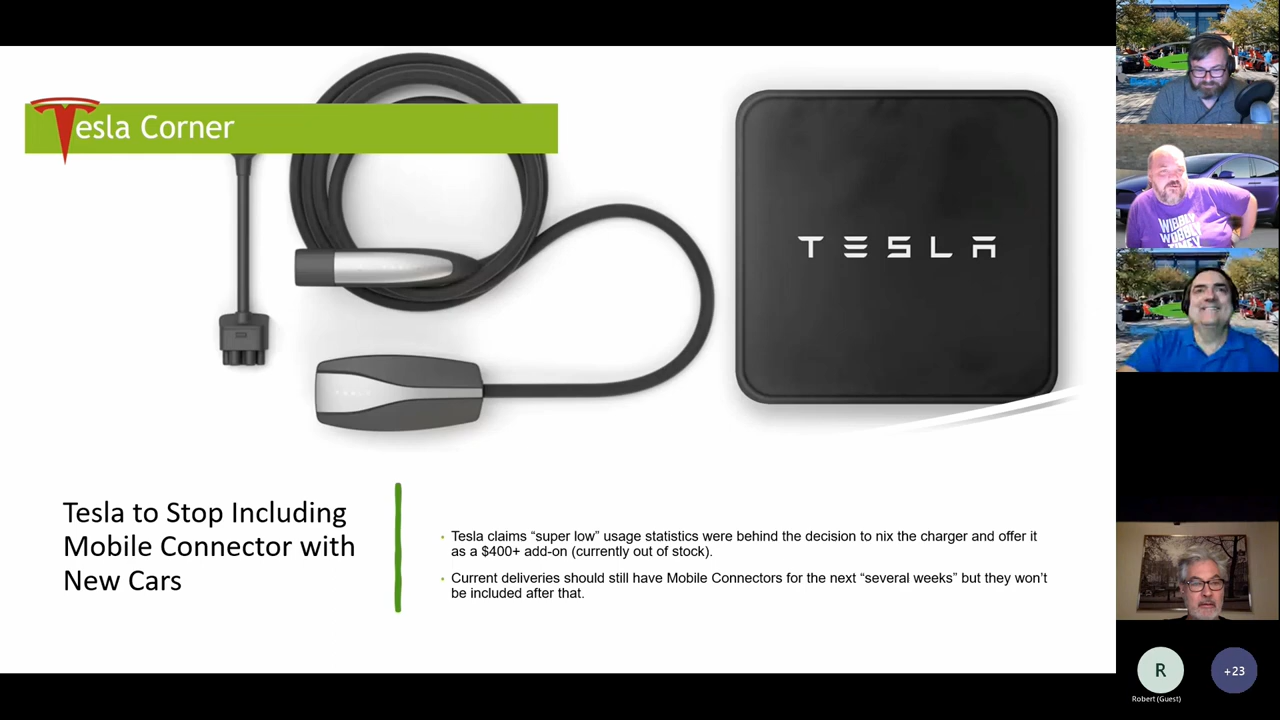 Tesla Corner
TESLA
Tesla to Stop Including
Mobile Connector with
New Cars
Tesla claims “super low” usage statistics were behind the decision to nix the charger and offer it
as a $400+ add-on (currently out of stock).
Current deliveries should still have Mobile Connectors for the next “several weeks” but they won’t
be included after that.
WIBBLY
WOBBLY
TIMEY
R
+23
Robert (Guest)